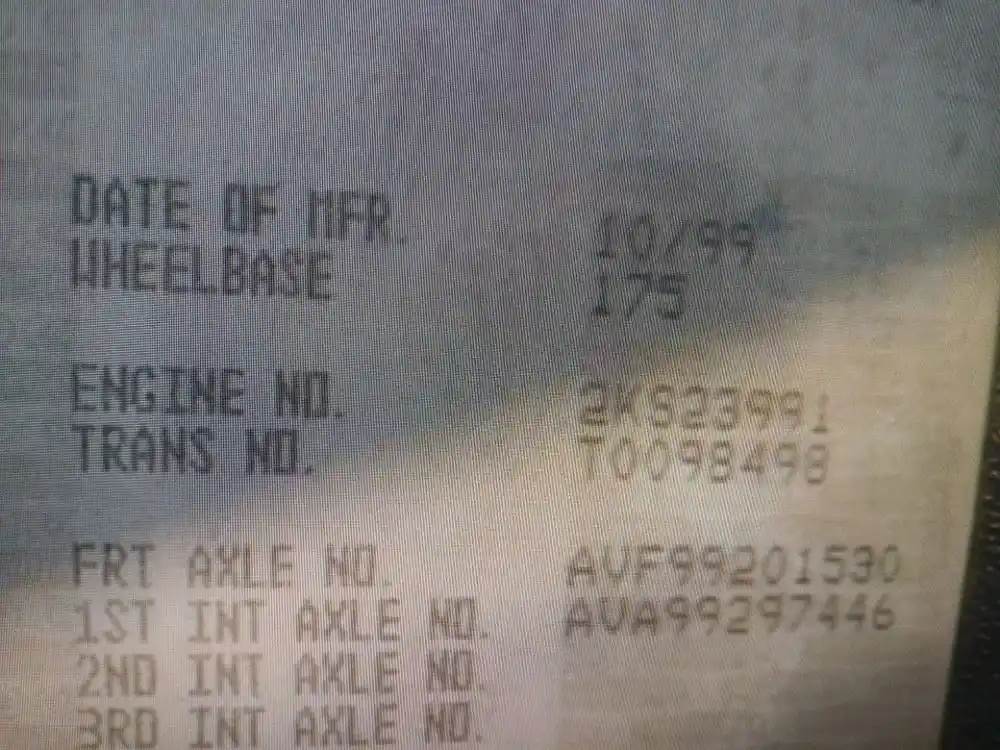 DATE OF MFR. 10/99
WHEELBASE 175
ENGINE NO. 2KS23991
TRANS NO. T0098498
FRT AXLE NO. AVF99201530
1ST INT AXLE NO. AVA99297446
2ND INT AXLE NO.
3RD INT AXLE NO.